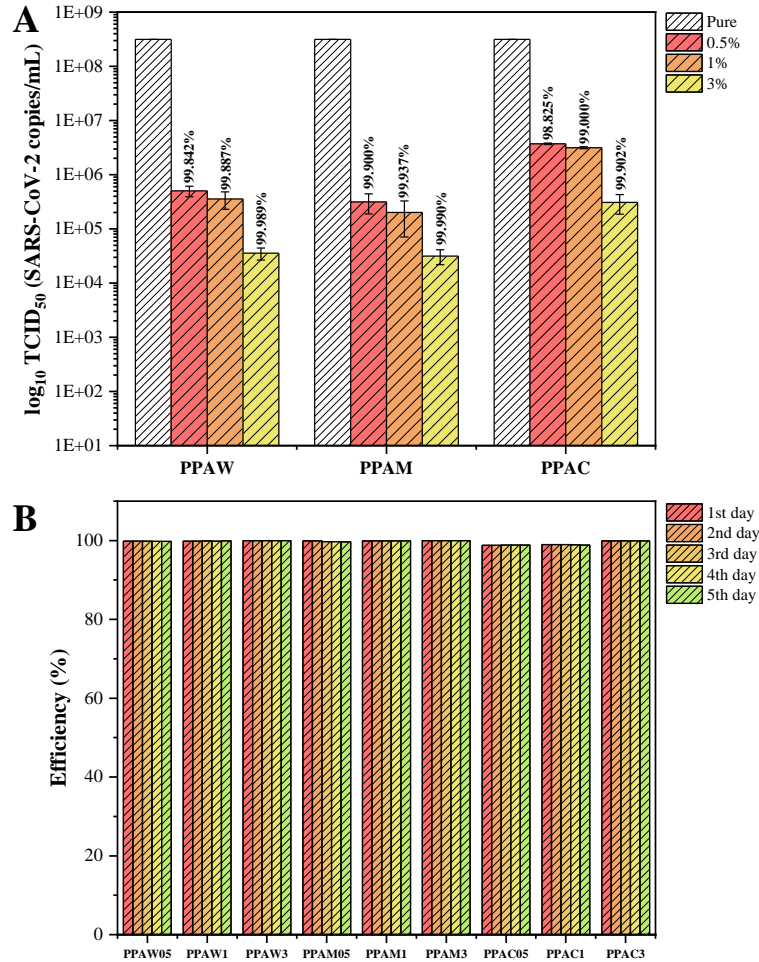 A
Pure
0.5%
1%
3%
log₁₀ TCID₅₀ (SARS-CoV-2 copies/mL)
1E+09
1E+08
1E+07
1E+06
1E+05
1E+04
1E+03
1E+02
1E+01
99.842%
99.887%
99.989%
99.900%
99.937%
99.990%
98.825%
99.000%
99.902%
PPAW PPAM PPAC
B
1st day
2nd day
3rd day
4th day
5th day
Efficiency (%)
100
80
60
40
20
0
PPAW05 PPAW1 PPAW3 PPAM05 PPAM1 PPAM3 PPAC05 PPAC1 PPAC3